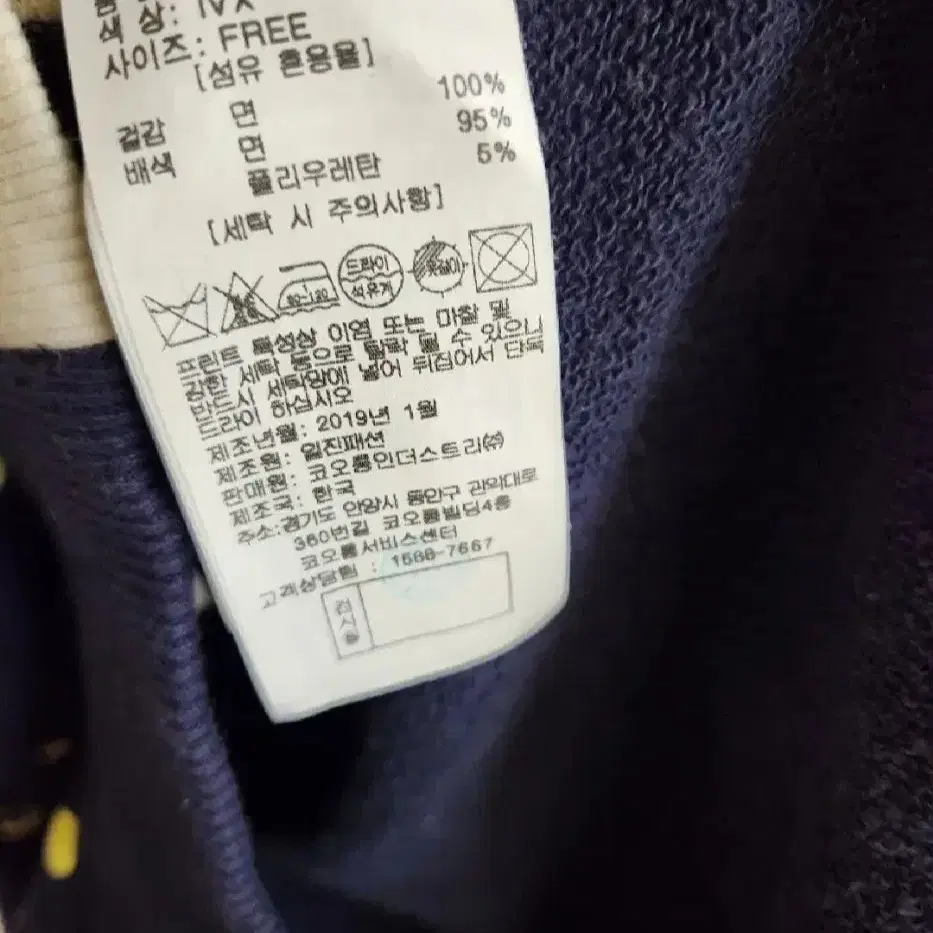 색 상: IVX
사이즈: FREE
[섬유 혼용율]
겉감 면 100%
배색 면 95%
폴리우레탄 5%
[세탁 시 주의사항]
80~120
드라이
석유계
옷걸이
프린트 특성상 이염 또는 마찰 및
강한 세탁 등으로 탈락 될 수 있으니
반드시 세탁망에 넣어 뒤집어서 단독
드라이 하십시오
제조년월: 2019년 1월
제조원: 일진패션
판매원: 코오롱인더스트리㈜
제조국: 한국
주소:경기도 안양시 동안구 관악대로
360번길 코오롱빌딩4층
코오롱서비스센터
고객상담팀 : 1588-7667
검사필